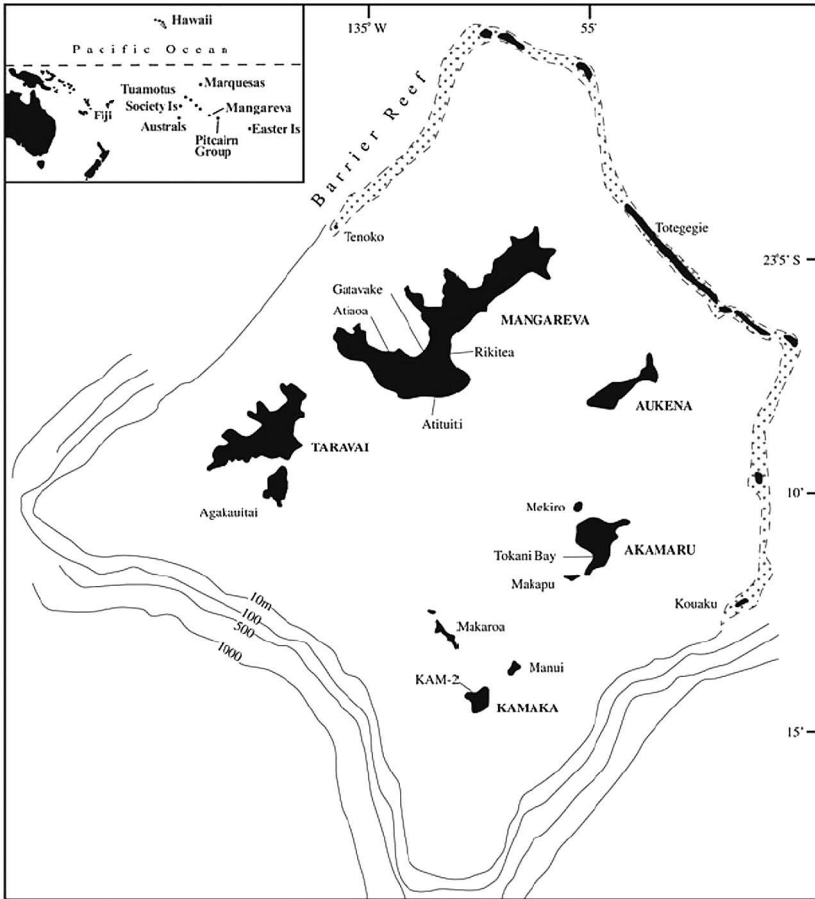 135° W
55'
Hawaii
Pacific Ocean
Marquesas
Tuamotus
Society Is
Mangareva
Fiji
Australs
Easter Is
Pitcairn
Group
Barrier Reef
Tenoko
Totegegie
23°5' S
Gatavake
Atiaoa
MANGAREVA
Rikitea
AUKENA
Atituiti
TARAVAI
Agakauitai
10'
Mekiro
AKAMARU
Tokani Bay
Makapu
Kouaku
10m
100
500
1000
Makaroa
Manui
KAM-2
KAMAKA
15'